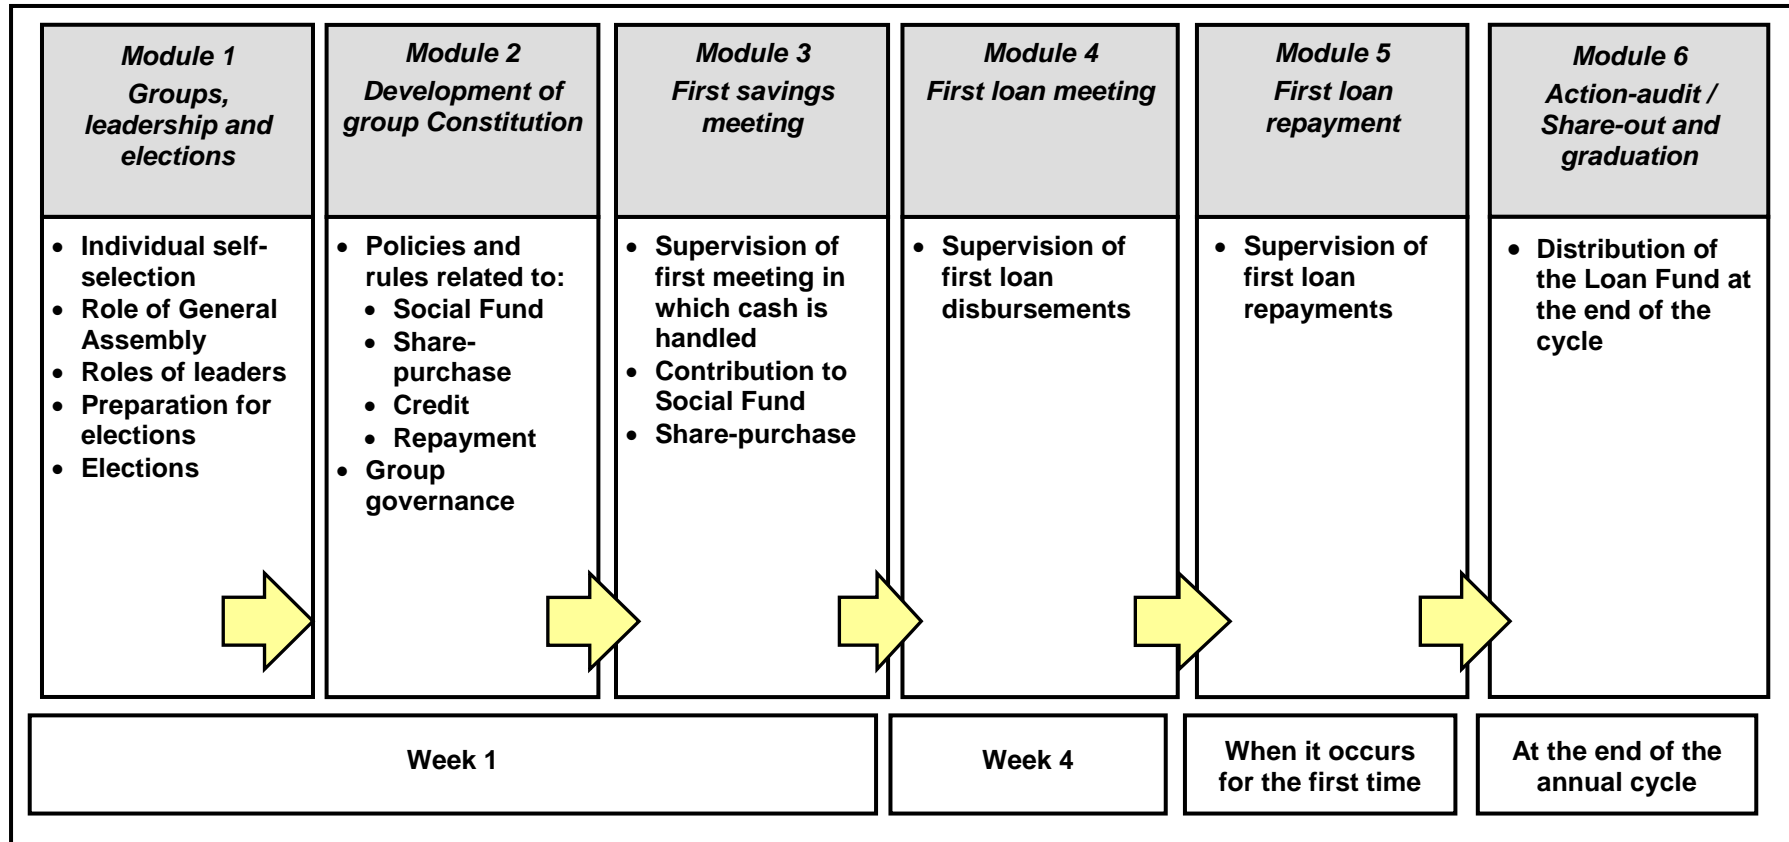 Module 1
Groups,
leadership and
elections
• Individual self-
selection
• Role of General
Assembly
• Roles of leaders
• Preparation for
elections
• Elections
Module 2
Development of
group Constitution
• Policies and
rules related to:
• Social Fund
• Share-
purchase
• Credit
• Repayment
• Group
governance
Module 3
First savings
meeting
• Supervision of
first meeting in
which cash is
handled
• Contribution to
Social Fund
• Share-purchase
Module 4
First loan meeting
• Supervision of
first loan
disbursements
Module 5
First loan
repayment
• Supervision of
first loan
repayments
Module 6
Action-audit /
Share-out and
graduation
• Distribution of
the Loan Fund at
the end of the
cycle
Week 1
Week 4
When it occurs
for the first time
At the end of the
annual cycle